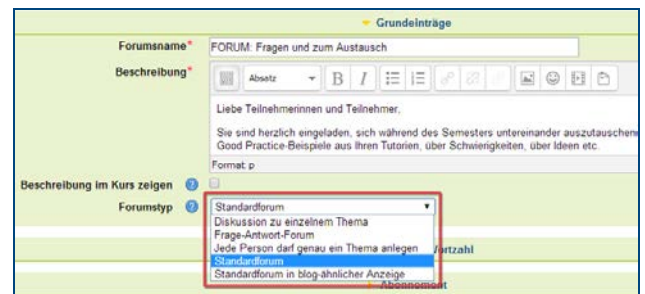 Grundeinträge
Forumsname*
FORUM: Fragen und zum Austausch
Beschreibung*
Absatz
B I
Liebe Teilnehmerinnen und Teilnehmer,
Sie sind herzlich eingeladen, sich während des Semesters untereinander auszutauschen
Good Practice-Beispiele aus Ihren Tutorien, über Schwierigkeiten, über Ideen etc.
Format: p
Beschreibung im Kurs zeigen
Forumstyp
Standardforum
Diskussion zu einzelnem Thema
Frage-Antwort-Forum
Jede Person darf genau ein Thema anlegen
Standardforum
Standardforum in blog-ähnlicher Anzeige
Wortzahl
Abonnement